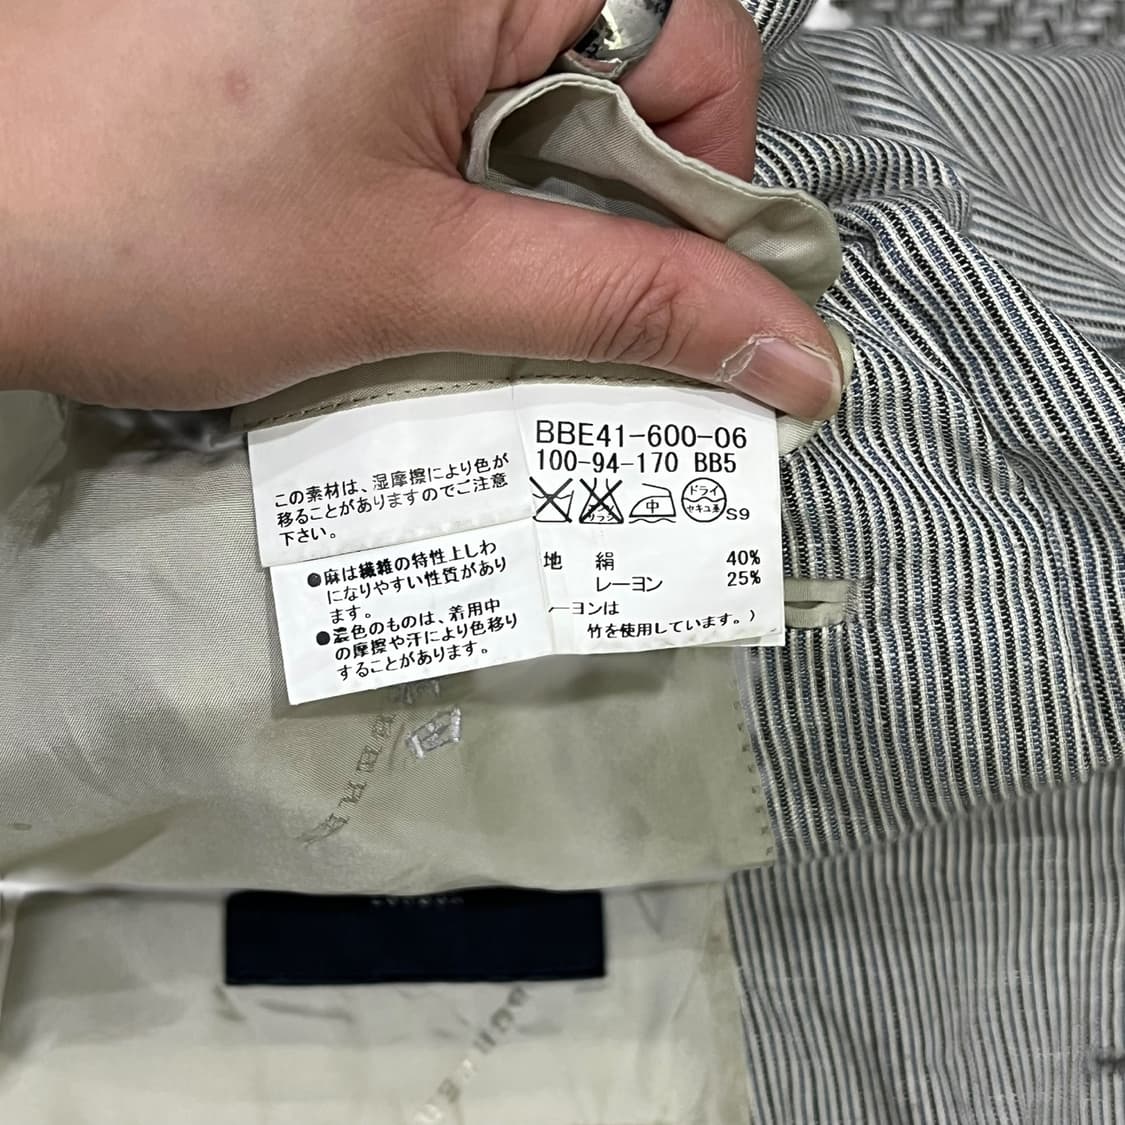 この素材は、湿摩擦により色が
移ることがありますのでご注意
下さい。
●麻は繊維の特性上しわ
になりやすい性質があり
ます。
●濃色のものは、着用中
の摩擦や汗により色移り
することがあります。
BBE41-600-06
100-94-170 BB5
中
ドライ
セキユ系
S9
地 絹 40%
レーヨン 25%
ーヨンは
竹を使用しています。)